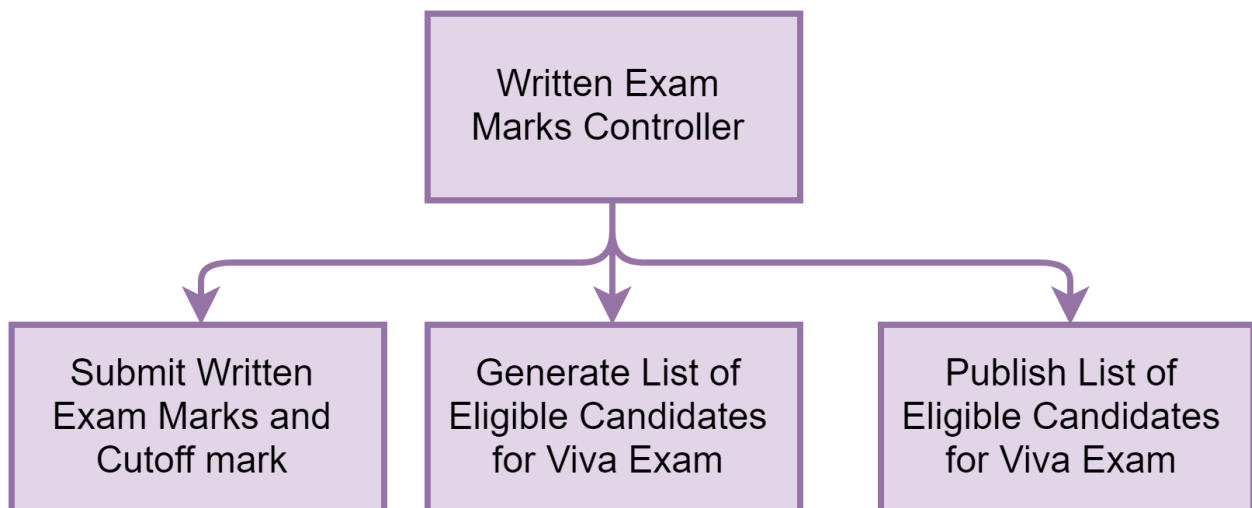 Written Exam
Marks Controller
Submit Written
Exam Marks and
Cutoff mark
Generate List of
Eligible Candidates
for Viva Exam
Publish List of
Eligible Candidates
for Viva Exam